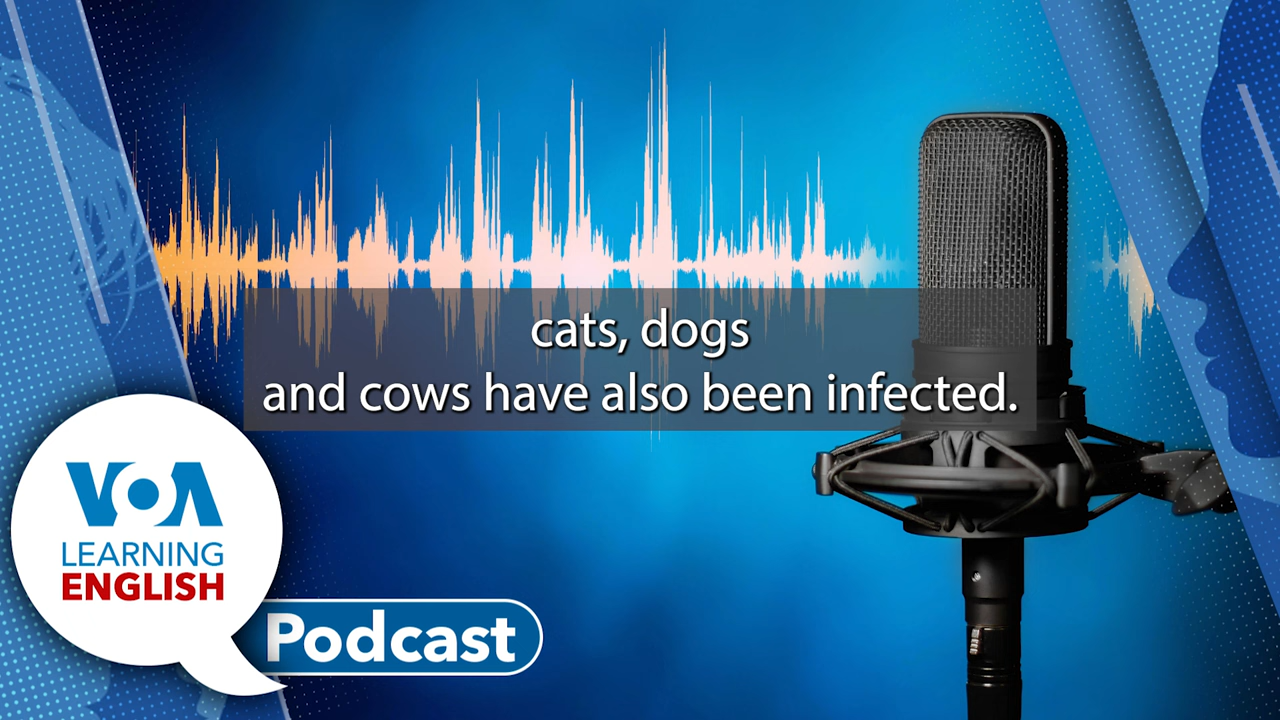 cats, dogs
and cows have also been infected.
VOA
LEARNING
ENGLISH
Podcast